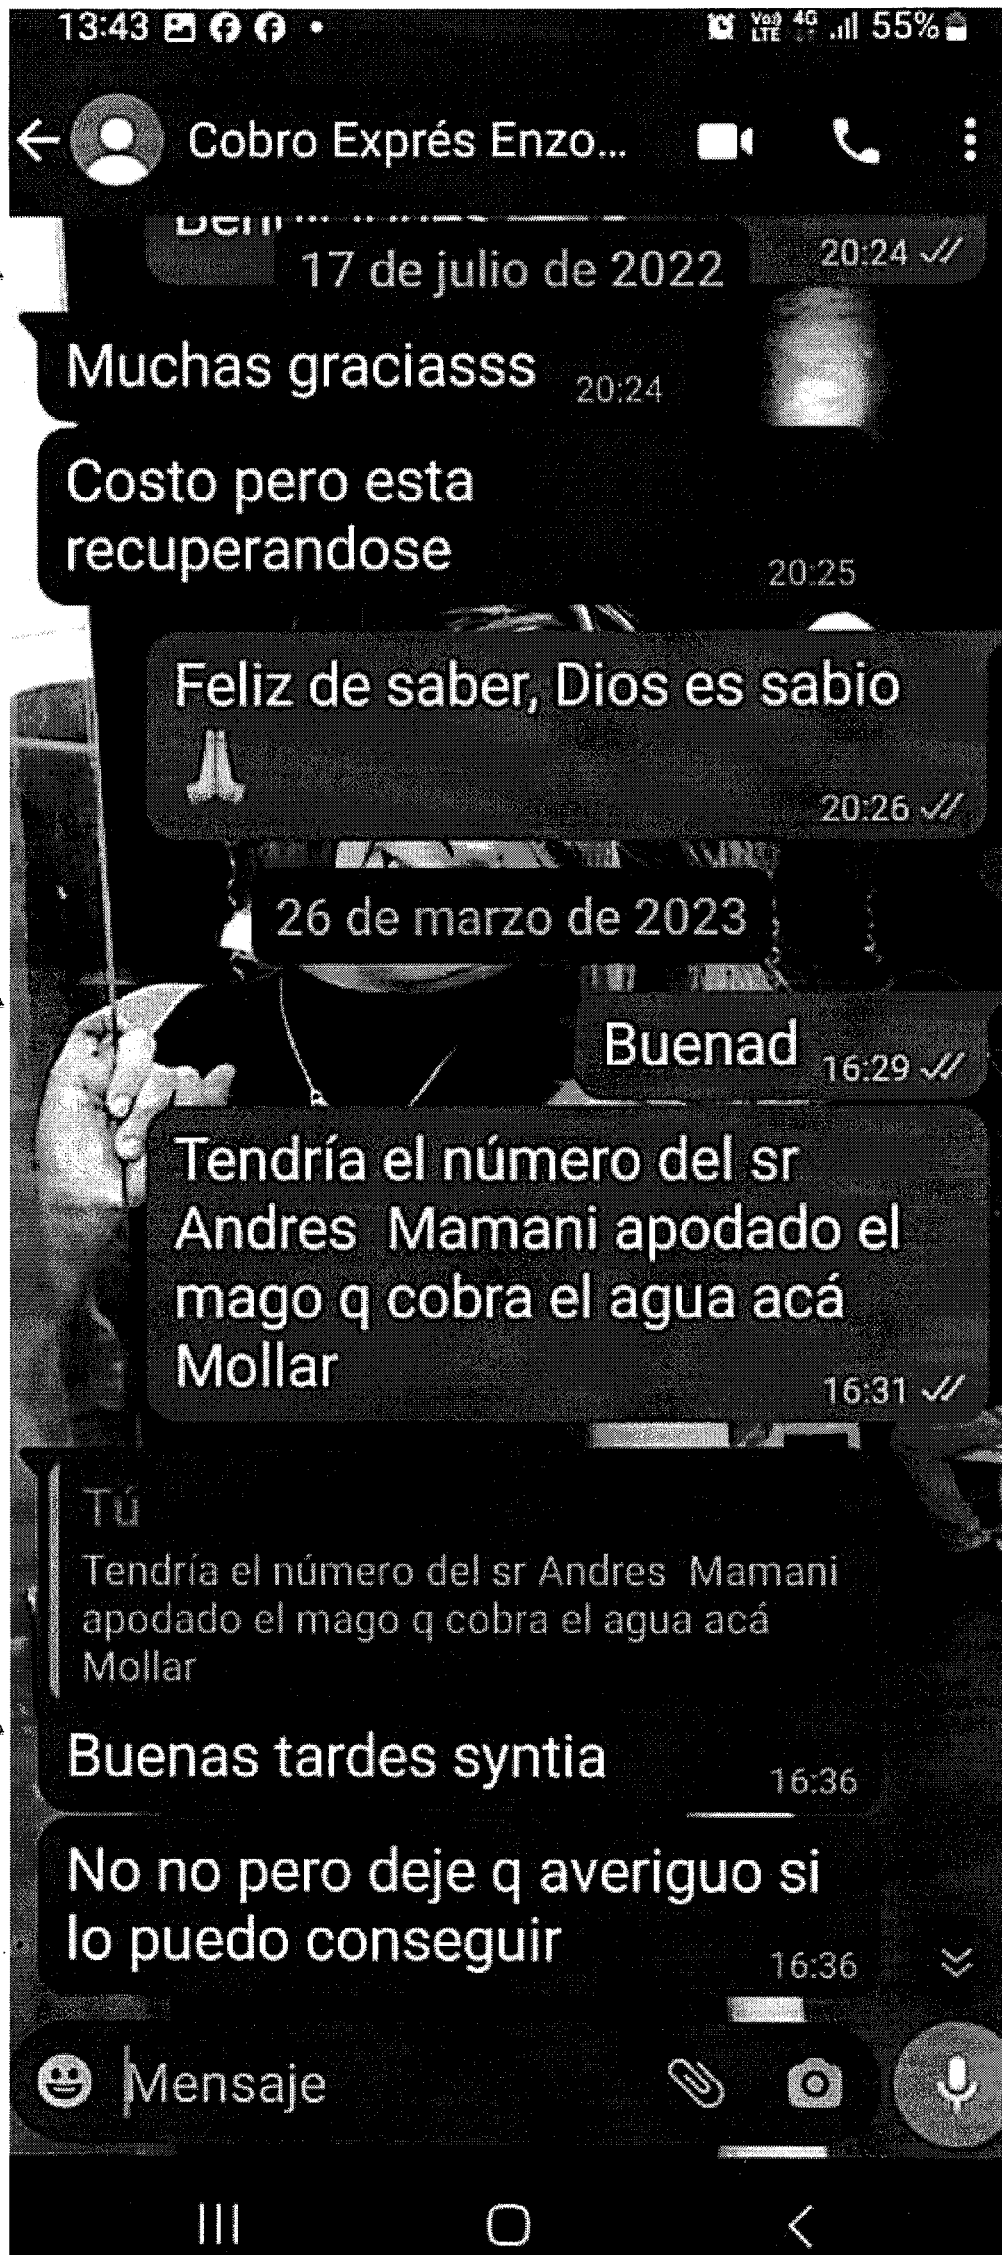 13:43 Vo)) LTE 4G 55%
Cobro Exprés Enzo...
20:24
17 de julio de 2022
Muchas graciasss 20:24
Costo pero esta
recuperandose
20:25
Feliz de saber, Dios es sabio
🙏
20:26
26 de marzo de 2023
Buenad 16:29
Tendría el número del sr
Andres  Mamani apodado el
mago q cobra el agua acá
Mollar
16:31
Tú
Tendría el número del sr Andres  Mamani
apodado el mago q cobra el agua acá
Mollar
Buenas tardes syntia
16:36
No no pero deje q averiguo si
lo puedo conseguir
16:36
Mensaje